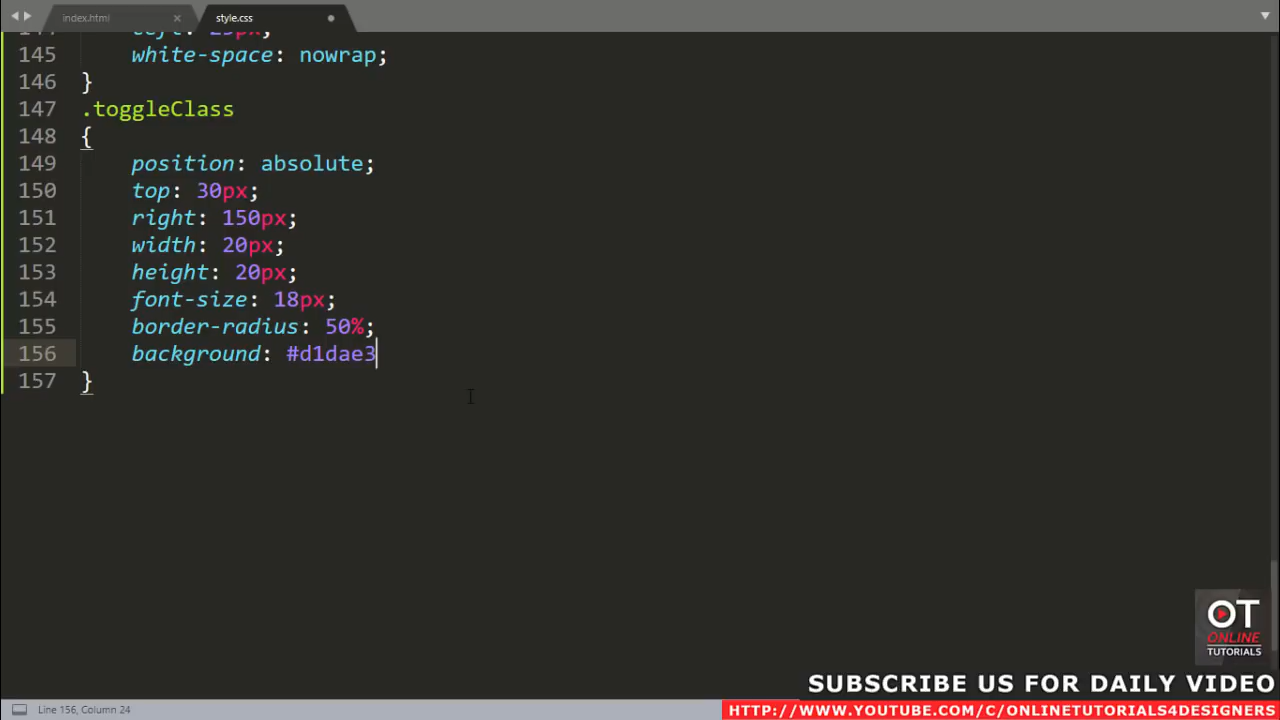 index.html
style.css
145 white-space: nowrap;
146 }
147 .toggleClass
148 {
149 position: absolute;
150 top: 30px;
151 right: 150px;
152 width: 20px;
153 height: 20px;
154 font-size: 18px;
155 border-radius: 50%;
156 background: #d1dae3
157 }
OT
ONLINE
TUTORIALS
SUBSCRIBE US FOR DAILY VIDEO
HTTP://WWW.YOUTUBE.COM/C/ONLINETUTORIALS4DESIGNERS
Line 156, Column 24